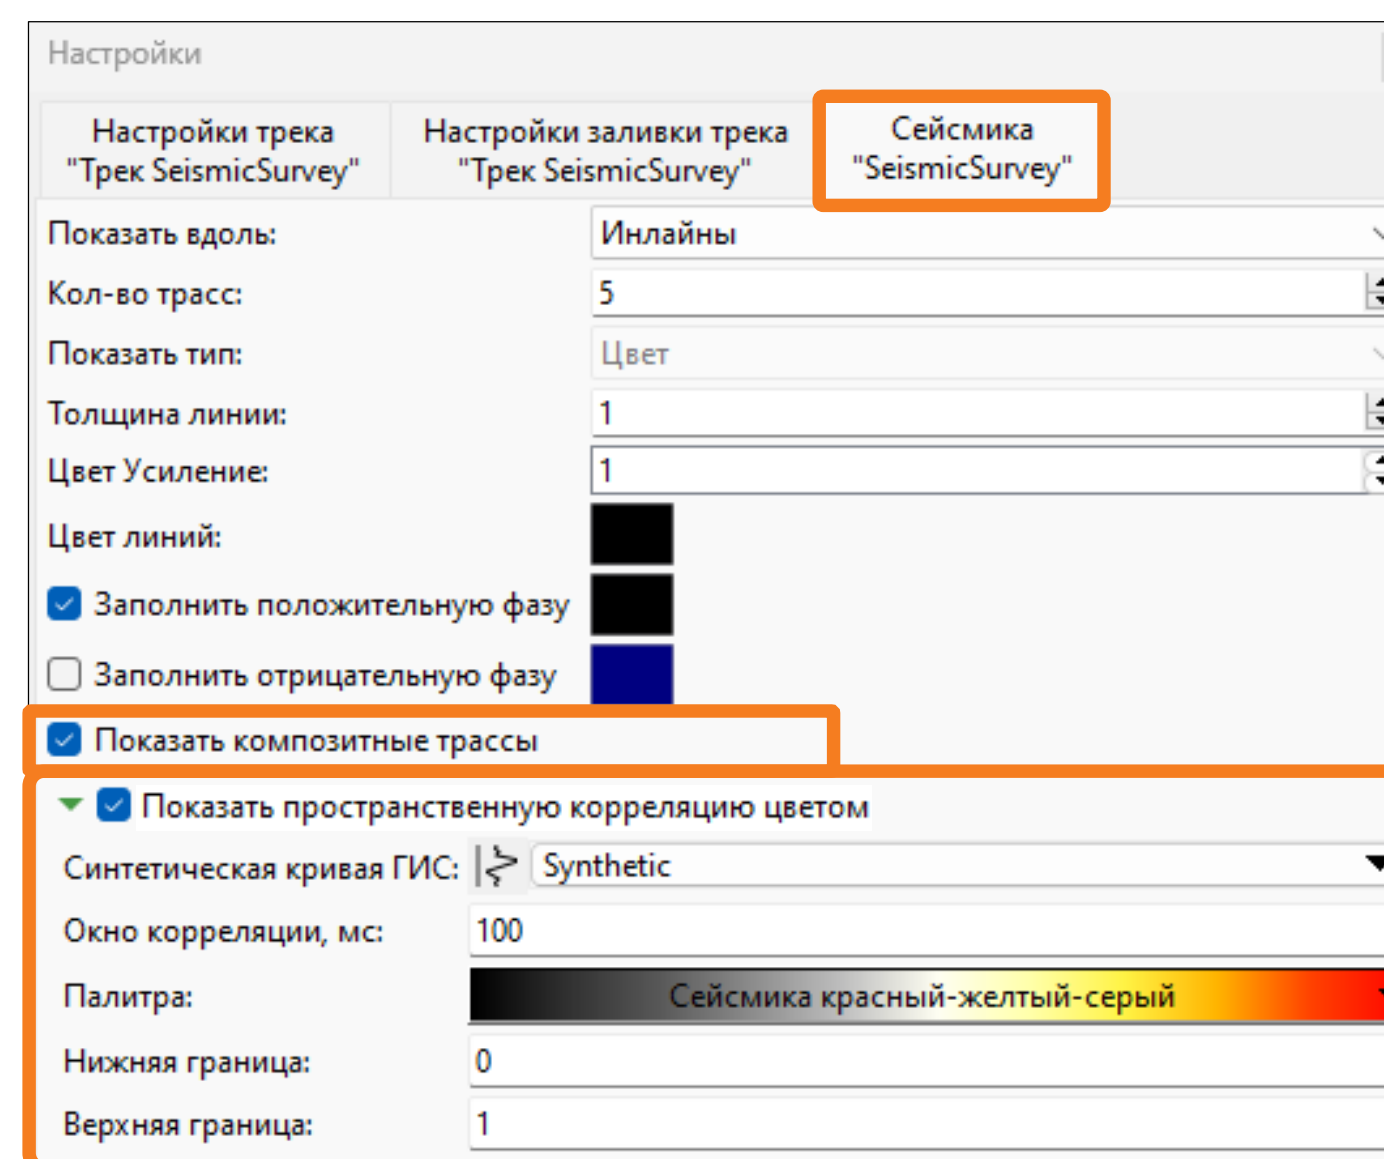 Настройки
Настройки трека
"Трек SeismicSurvey"
Настройки заливки трека
"Трек SeismicSurvey"
Сейсмика
"SeismicSurvey"
Показать вдоль: Инлайны
Кол-во трасс: 5
Показать тип: Цвет
Толщина линии: 1
Цвет Усиление: 1
Цвет линий:
Заполнить положительную фазу
Заполнить отрицательную фазу
Показать композитные трассы
Показать пространственную корреляцию цветом
Синтетическая кривая ГИС: Synthetic
Окно корреляции, мс: 100
Палитра: Сейсмика красный-желтый-серый
Нижняя граница: 0
Верхняя граница: 1